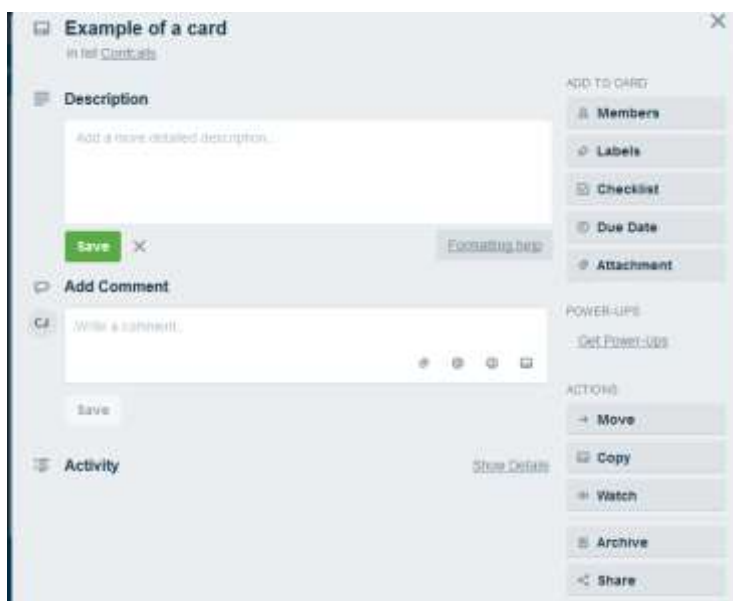 Example of a card
in list Confcalls
Description
Add a more detailed description...
Save
Formatting help
Add Comment
CJ
Write a comment...
Save
Activity
Show Details
ADD TO CARD
Members
Labels
Checklist
Due Date
Attachment
POWER-UPS
Get Power-Ups
ACTIONS
Move
Copy
Watch
Archive
Share